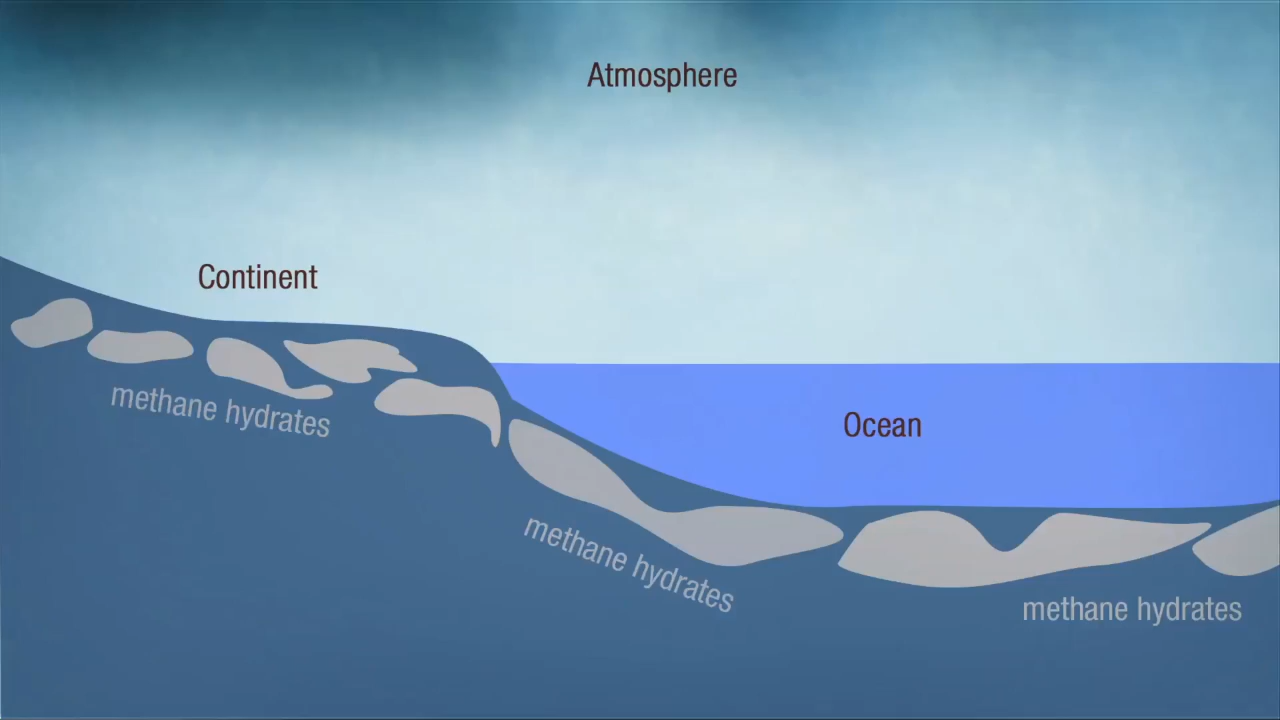 Atmosphere
Continent
methane hydrates
Ocean
methane hydrates
methane hydrates